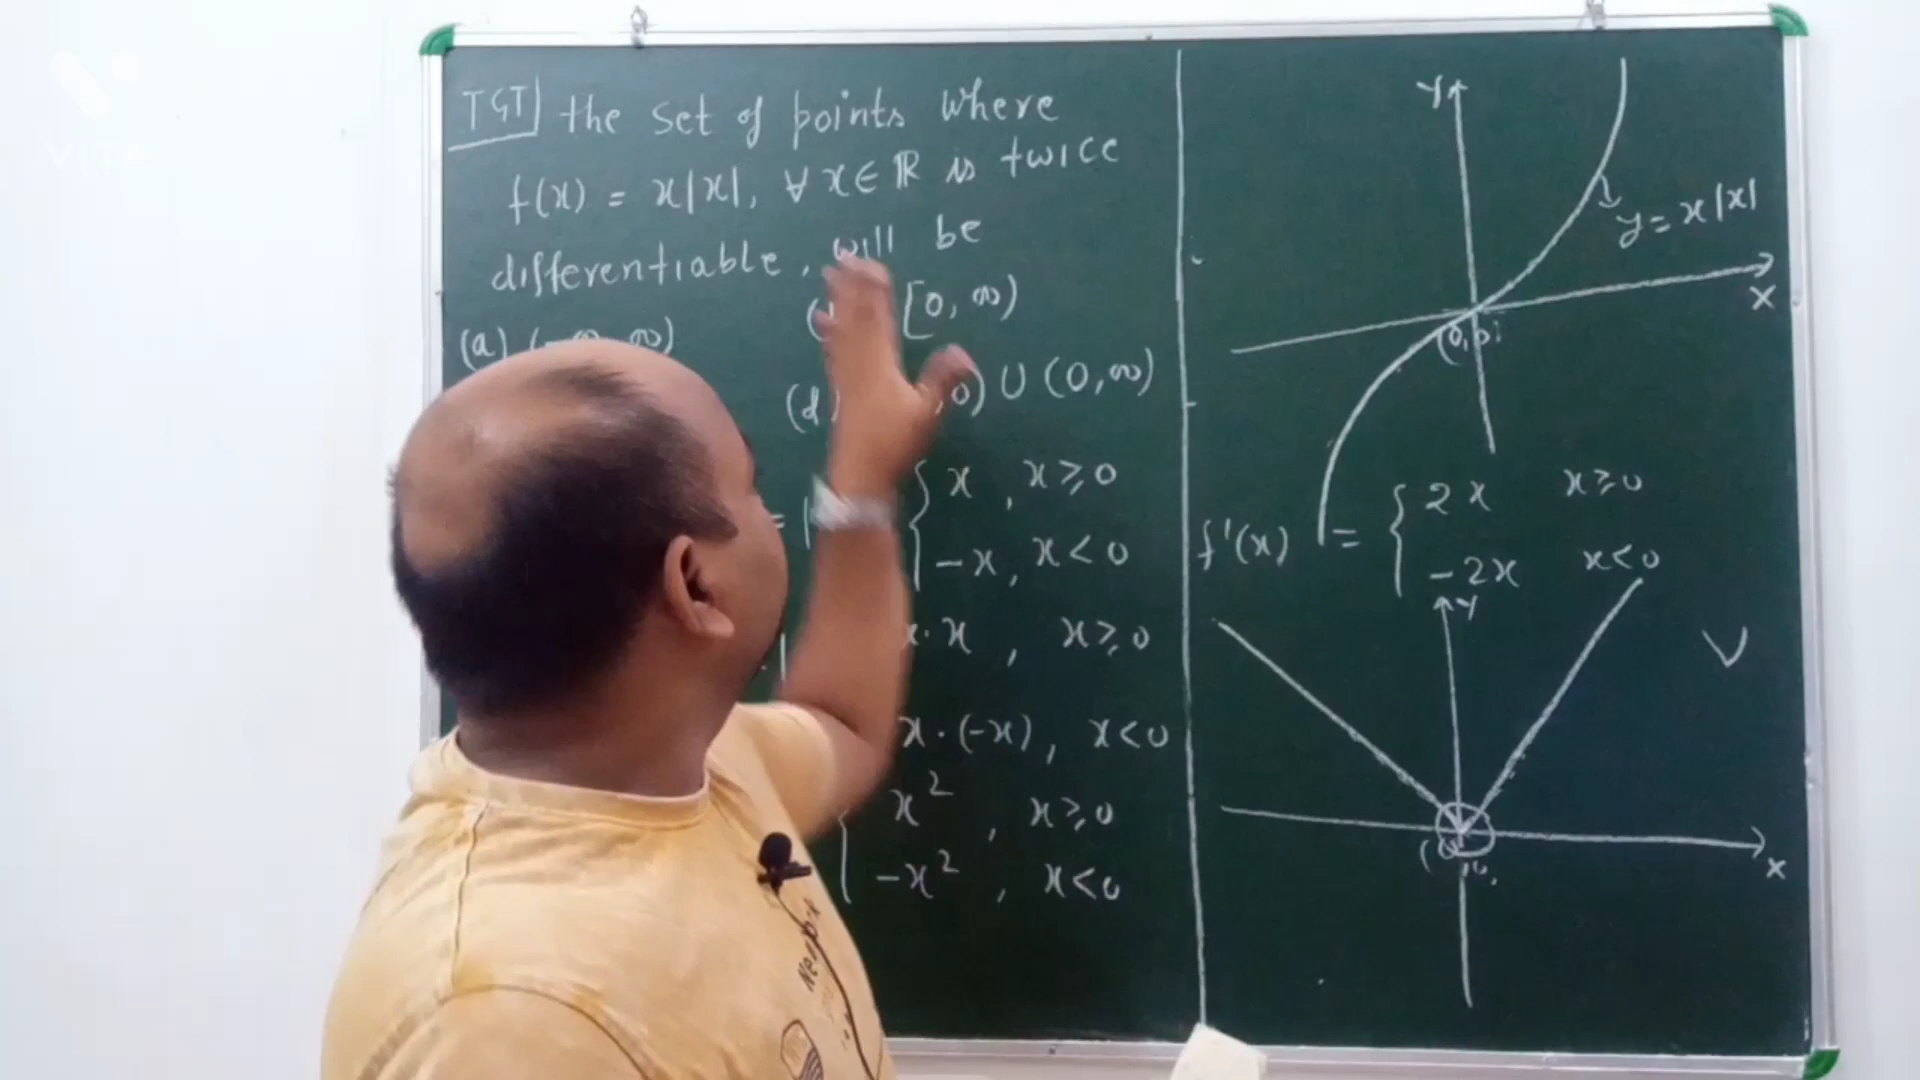 TGT the set of points where
f(x) = x|x|, ∀ x ∈ ℝ is twice
differentiable, will be
(a) (-∞, ∞) [0, ∞)
(d) , 0) ∪ (0, ∞)
= | { x , x ≥ 0
-x , x < 0
x · x , x ≥ 0
x · (-x) , x < 0
x² , x ≥ 0
-x² , x < 0
Y
y = x|x|
X
(0,0)
f'(x) = { 2x x ≥ 0
-2x x < 0
Y
x